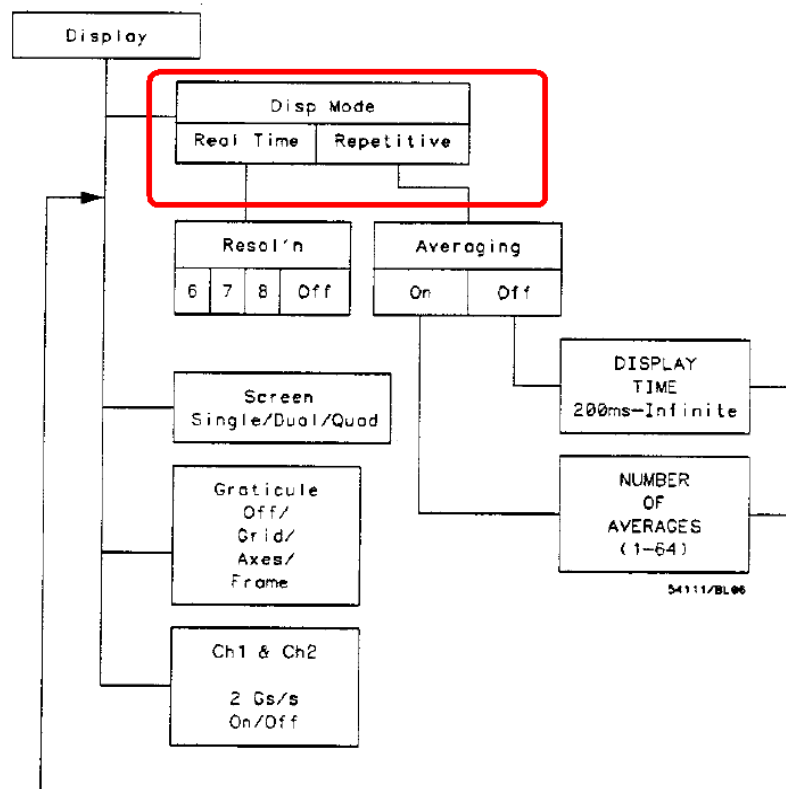 Display
Disp Mode
Real Time Repetitive
Resol'n
6 7 8 Off
Averaging
On Off
DISPLAY
TIME
200ms-Infinite
Screen
Single/Dual/Quad
NUMBER
OF
AVERAGES
(1-64)
54111/BL06
Graticule
Off/
Grid/
Axes/
Frame
Ch1 & Ch2
2 Gs/s
On/Off